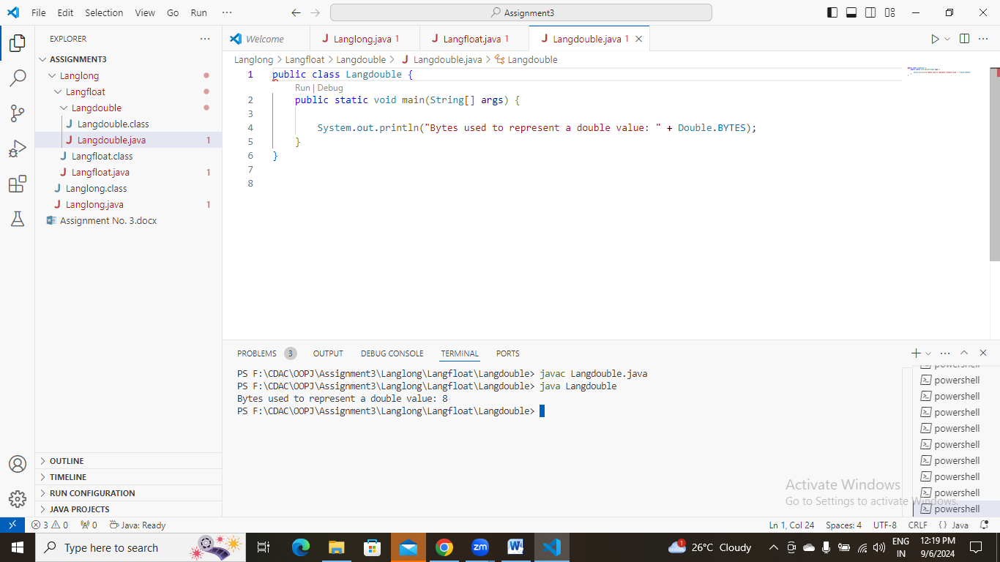 File Edit Selection View Go Run ··· Assignment3
EXPLORER ···
Welcome Langlong.java 1 Langfloat.java 1 Langdouble.java 1
ASSIGNMENT3
Langlong
Langfloat
Langdouble
Langdouble.class
Langdouble.java 1
Langfloat.class
Langfloat.java 1
Langlong.class
Langlong.java 1
Assignment No. 3.docx
OUTLINE
TIMELINE
RUN CONFIGURATION
JAVA PROJECTS
Langlong > Langfloat > Langdouble > Langdouble.java > Langdouble
1 public class Langdouble {
Run | Debug
2 public static void main(String[] args) {
3
4 System.out.println("Bytes used to represent a double value: " + Double.BYTES);
5 }
6 }
7
8
PROBLEMS 3 OUTPUT DEBUG CONSOLE TERMINAL PORTS
PS F:\CDAC\OOPJ\Assignment3\Langlong\Langfloat\Langdouble> javac Langdouble.java
PS F:\CDAC\OOPJ\Assignment3\Langlong\Langfloat\Langdouble> java Langdouble
Bytes used to represent a double value: 8
PS F:\CDAC\OOPJ\Assignment3\Langlong\Langfloat\Langdouble>
powershell
powershell
powershell
powershell
powershell
powershell
powershell
powershell
powershell
powershell
Activate Windows
Go to Settings to activate Windows.
3 0 0 Java: Ready Ln 1, Col 24 Spaces: 4 UTF-8 CRLF {} Java
Type here to search 1 26°C Cloudy ENG IN 12:19 PM 9/6/2024